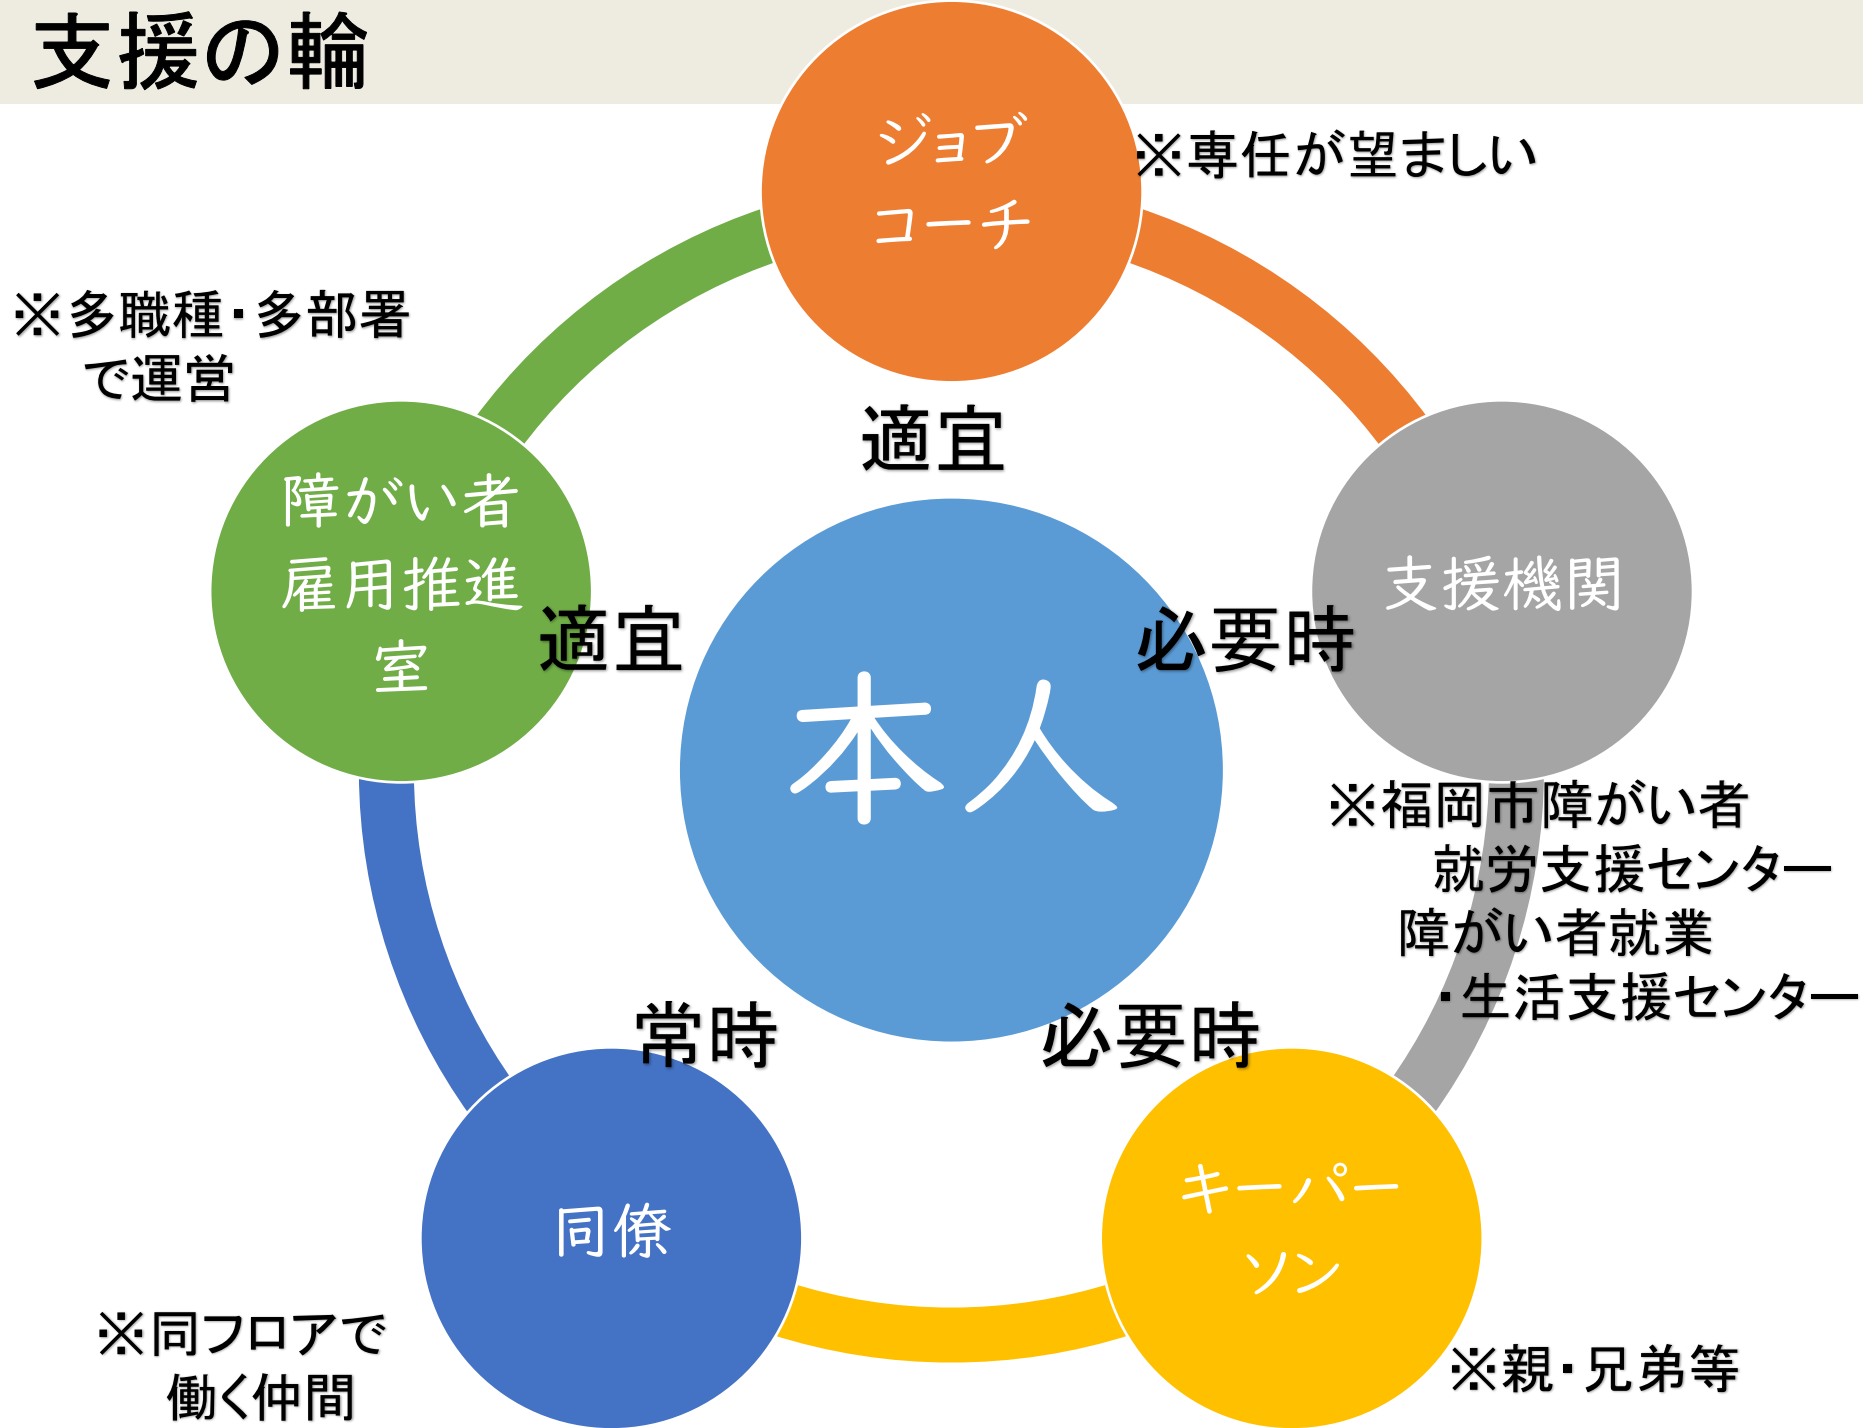 支援の輪
ジョブ
コーチ
※専任が望ましい
※多職種・多部署
で運営
適宜
障がい者
雇用推進
室
適宜
必要時
支援機関
本人
※福岡市障がい者
就労支援センター
障がい者就業
・生活支援センター
常時
必要時
同僚
キーパー
ソン
※同フロアで
働く仲間
※親・兄弟等